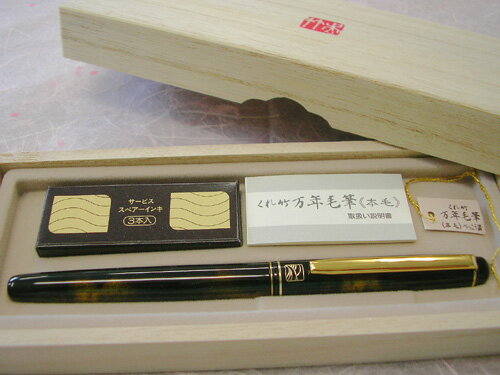 サービス
スペアーインキ
3本入
くれ竹万年毛筆《本毛》
取扱い説明書
くれ竹
万年毛筆